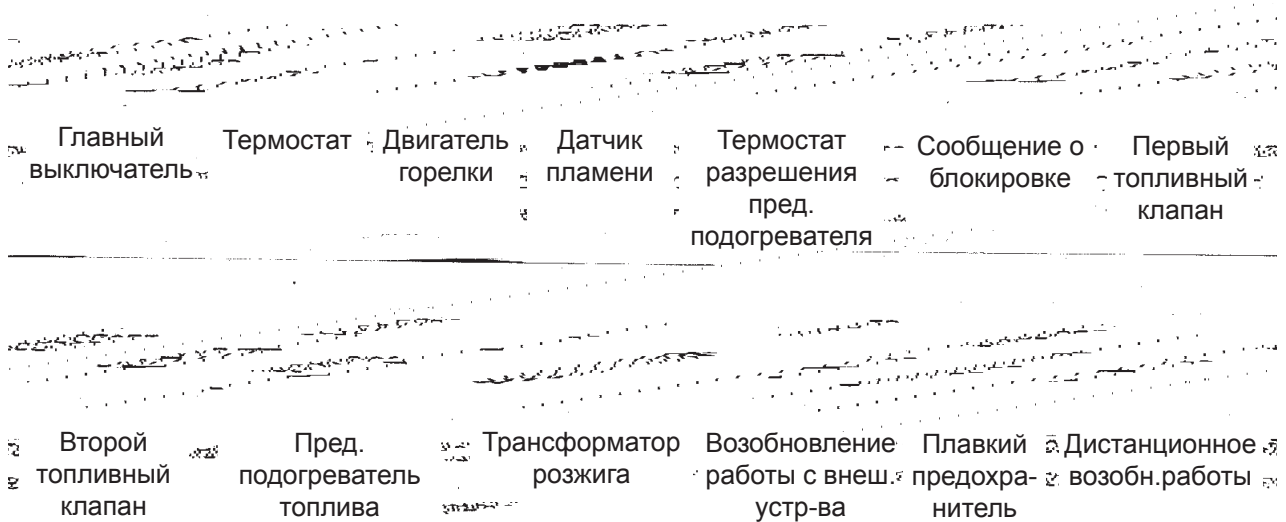 Главный
выключатель
Термостат
Двигатель
горелки
Датчик
пламени
Термостат
разрешения
пред.
подогревателя
Сообщение о
блокировке
Первый
топливный
клапан
Второй
топливный
клапан
Пред.
подогреватель
топлива
Трансформатор
розжига
Возобновление
работы с внеш.
устр-ва
Плавкий
предохра-
нитель
Дистанционное
возобн.работы